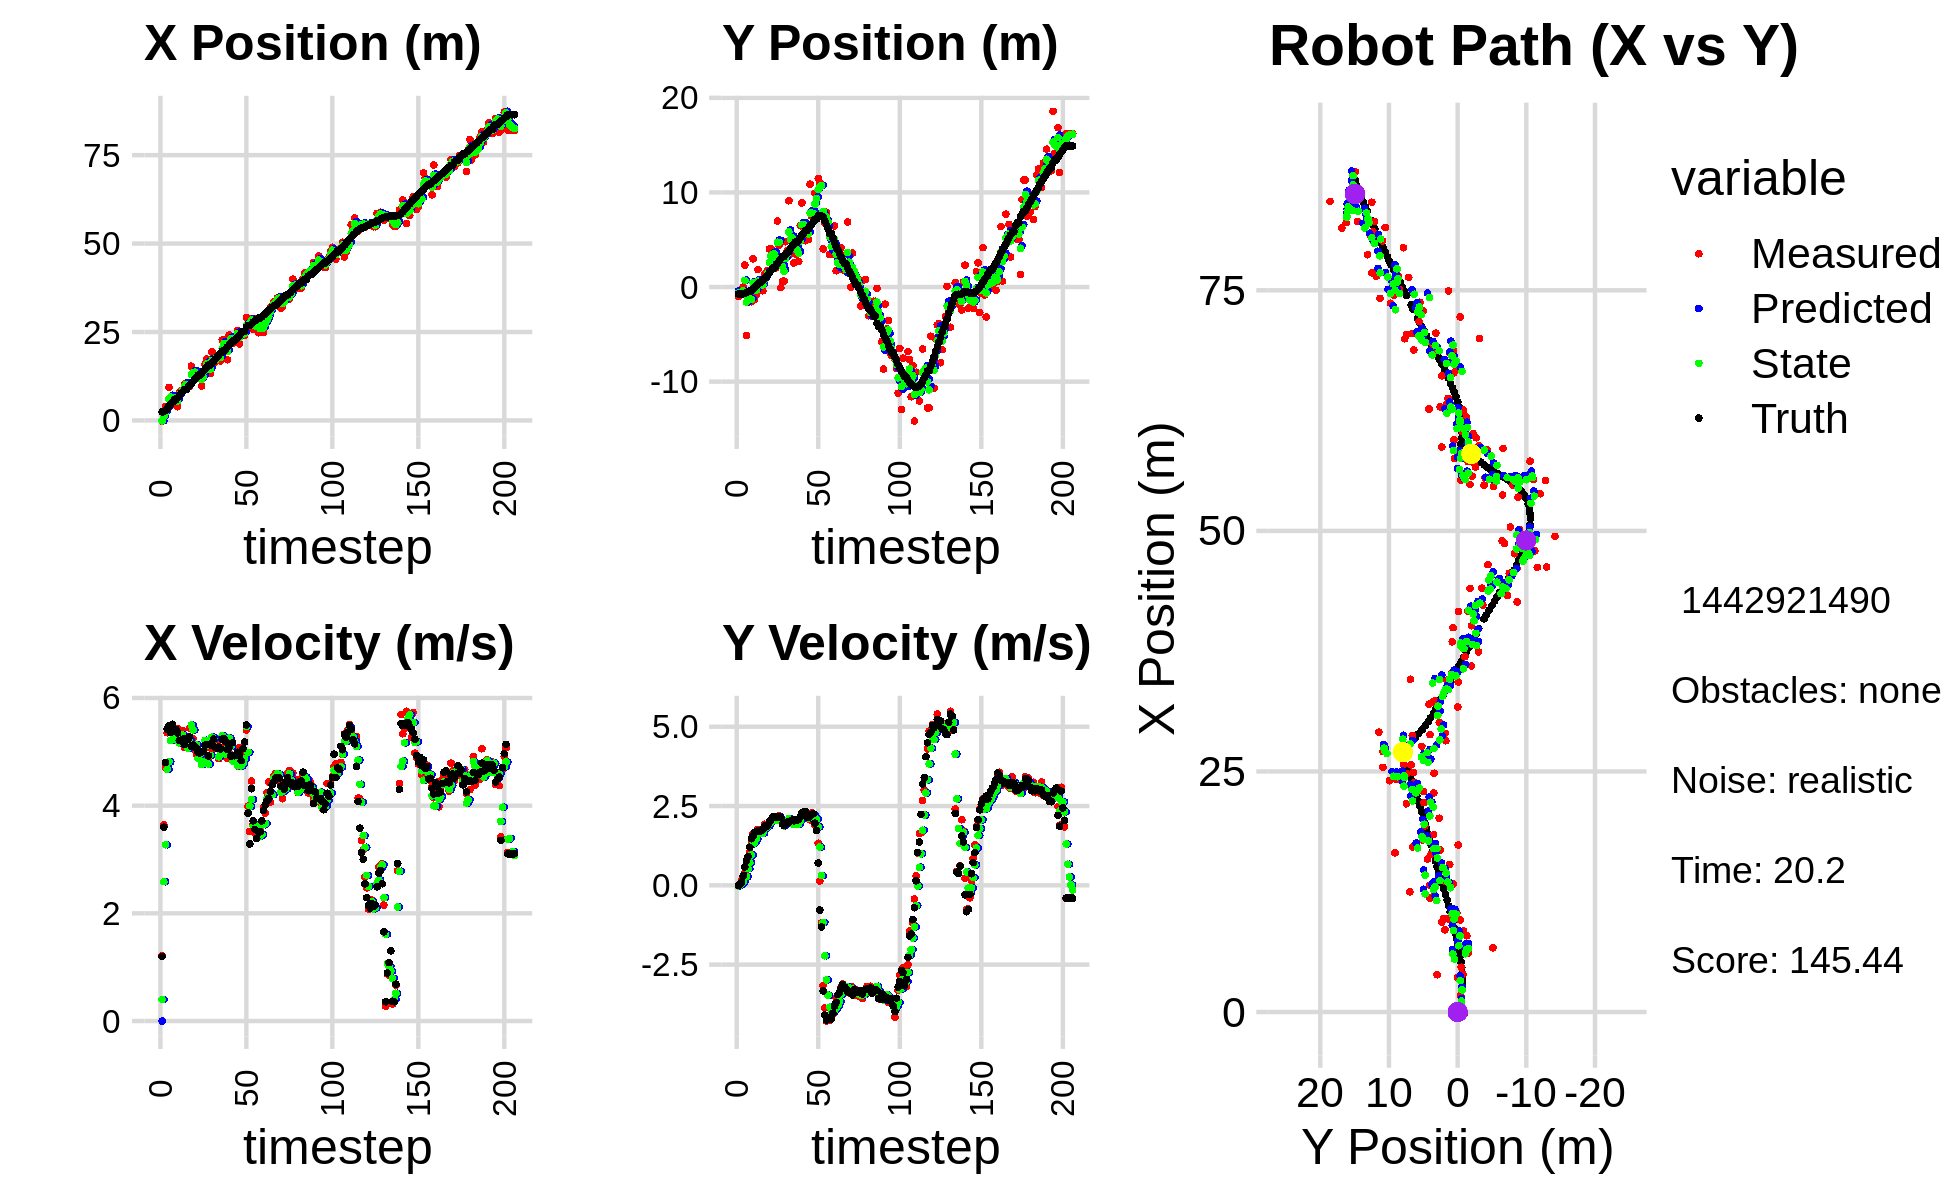 X Position (m)
75
50
25
0
0
50
100
150
200
timestep
Y Position (m)
20
10
0
-10
0
50
100
150
200
timestep
X Velocity (m/s)
6
4
2
0
0
50
100
150
200
timestep
Y Velocity (m/s)
5.0
2.5
0.0
-2.5
0
50
100
150
200
timestep
Robot Path (X vs Y)
X Position (m)
75
50
25
0
20 10 0 -10 -20
Y Position (m)
variable
Measured
Predicted
State
Truth
1442921490
Obstacles: none
Noise: realistic
Time: 20.2
Score: 145.44